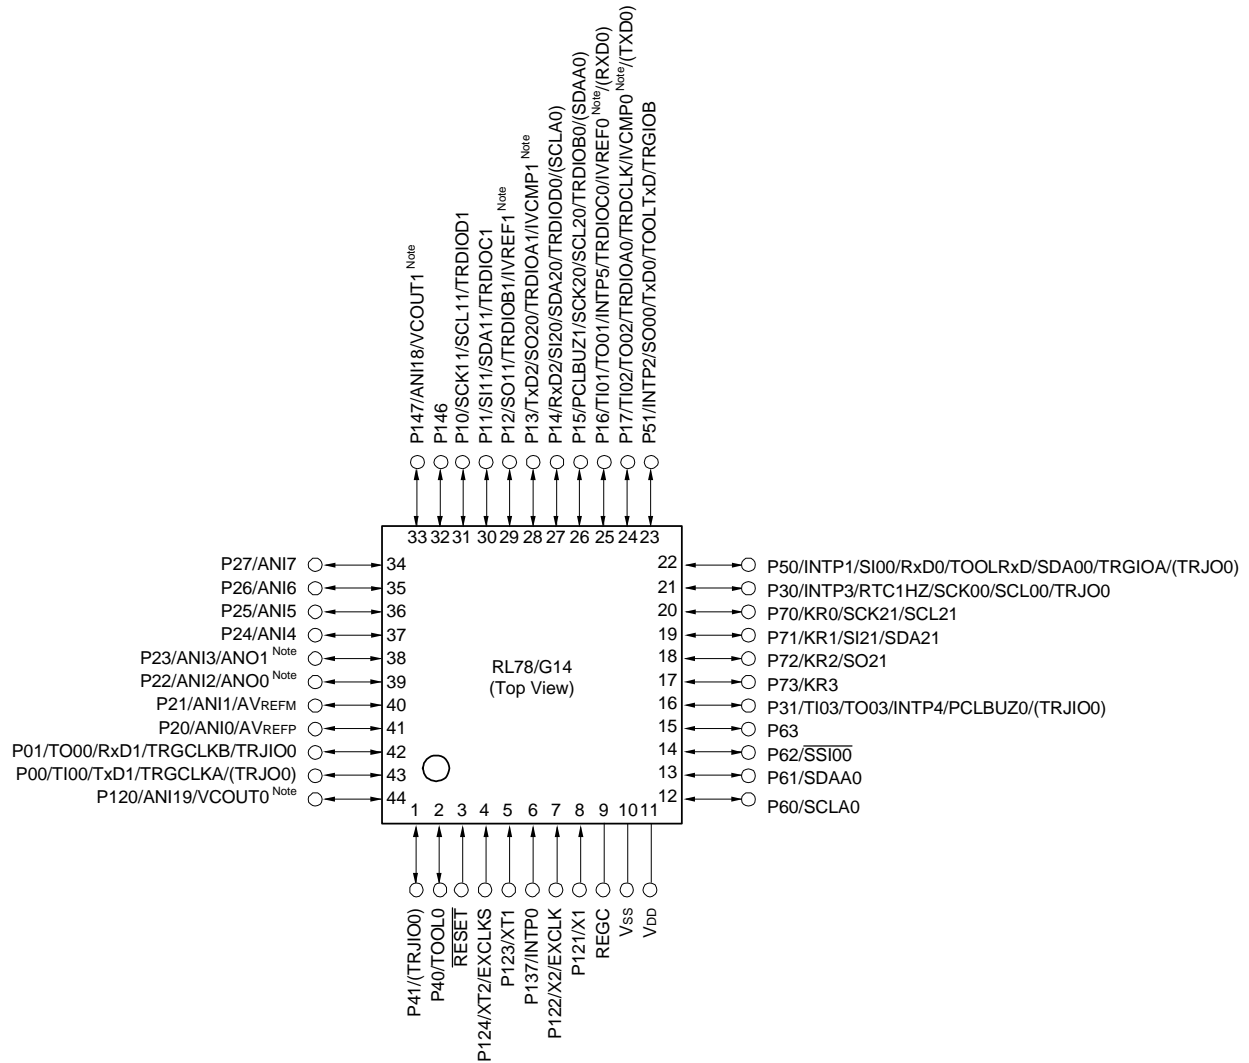 P147/ANI18/VCOUT1 Note
P146
P10/SCK11/SCL11/TRDIOD1
P11/SI11/SDA11/TRDIOC1
P12/SO11/TRDIOB1/IVREF1 Note
P13/TxD2/SO20/TRDIOA1/IVCMP1 Note
P14/RxD2/SI20/SDA20/TRDIOD0/(SCLA0)
P15/PCLBUZ1/SCK20/SCL20/TRDIOB0/(SDAA0)
P16/TI01/TO01/INTP5/TRDIOC0/IVREF0 Note/(RXD0)
P17/TI02/TO02/TRDIOA0/TRDCLK/IVCMP0 Note/(TXD0)
P51/INTP2/SO00/TxD0/TOOLTxD/TRGIOB
33 32 31 30 29 28 27 26 25 24 23
P27/ANI7 34
P26/ANI6 35
P25/ANI5 36
P24/ANI4 37
P23/ANI3/ANO1 Note 38
P22/ANI2/ANO0 Note 39
P21/ANI1/AVREFM 40
P20/ANI0/AVREFP 41
P01/TO00/RxD1/TRGCLKB/TRJIO0 42
P00/TI00/TxD1/TRGCLKA/(TRJO0) 43
P120/ANI19/VCOUT0 Note 44
RL78/G14
(Top View)
22 P50/INTP1/SI00/RxD0/TOOLRxD/SDA00/TRGIOA/(TRJO0)
21 P30/INTP3/RTC1HZ/SCK00/SCL00/TRJO0
20 P70/KR0/SCK21/SCL21
19 P71/KR1/SI21/SDA21
18 P72/KR2/SO21
17 P73/KR3
16 P31/TI03/TO03/INTP4/PCLBUZ0/(TRJIO0)
15 P63
14 P62/SSI00
13 P61/SDAA0
12 P60/SCLA0
1 2 3 4 5 6 7 8 9 10 11
P41/(TRJIO0)
P40/TOOL0
RESET
P124/XT2/EXCLKS
P123/XT1
P137/INTP0
P122/X2/EXCLK
P121/X1
REGC
VSS
VDD